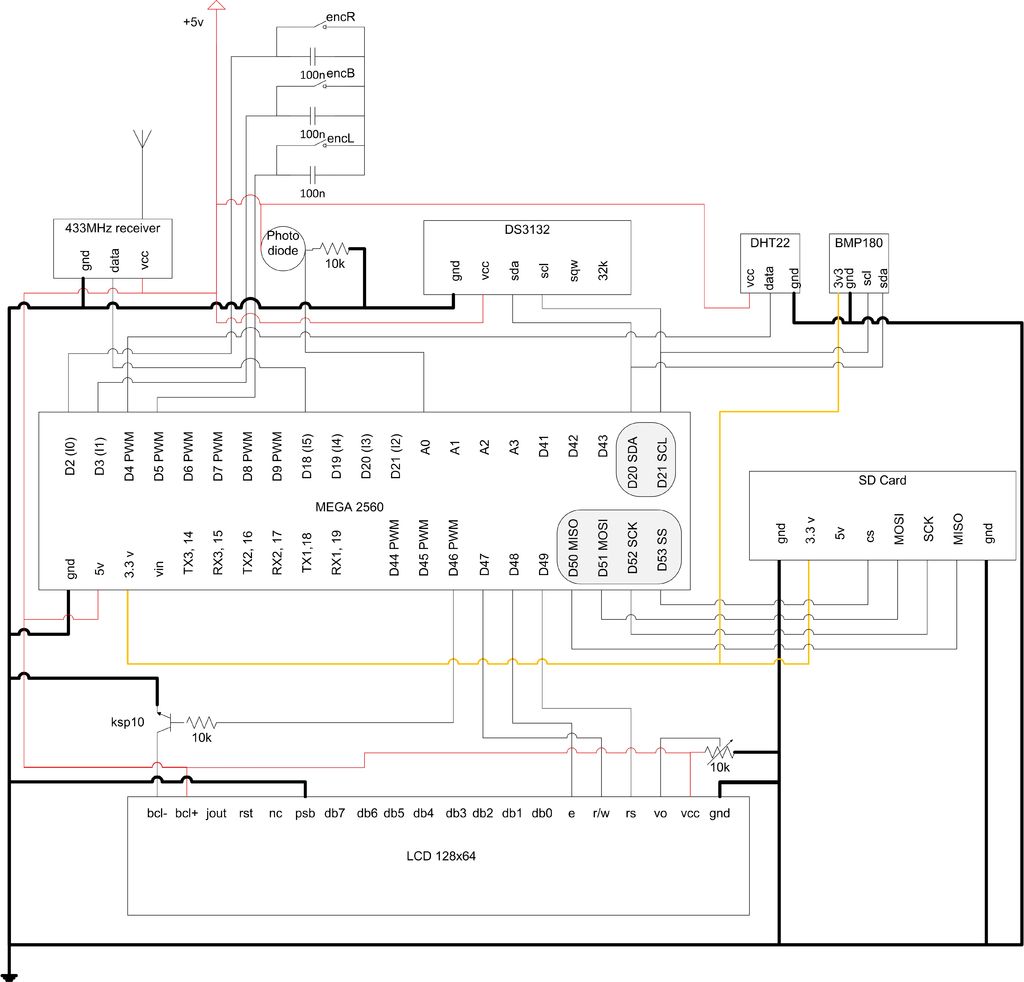 +5v
encR
100n
encB
100n
encL
100n
433MHz receiver
gnd data vcc
Photo
diode
10k
DS3132
gnd vcc sda scl sqw 32k
DHT22
vcc data gnd
BMP180
3v3 gnd scl sda
D2 (I0) D3 (I1) D4 PWM D5 PWM D6 PWM D7 PWM D8 PWM D9 PWM D18 (I5) D19 (I4) D20 (I3) D21 (I2) A0 A1 A2 A3 D41 D42 D43 D20 SDA D21 SCL
MEGA 2560
gnd 5v 3.3 v vin TX3, 14 RX3, 15 TX2, 16 RX2, 17 TX1,18 RX1, 19 D44 PWM D45 PWM D46 PWM D47 D48 D49 D50 MISO D51 MOSI D52 SCK D53 SS
SD Card
gnd 3.3 v 5v cs MOSI SCK MISO gnd
ksp10
10k
10k
bcl- bcl+ jout rst nc psb db7 db6 db5 db4 db3 db2 db1 db0 e r/w rs vo vcc gnd
LCD 128x64